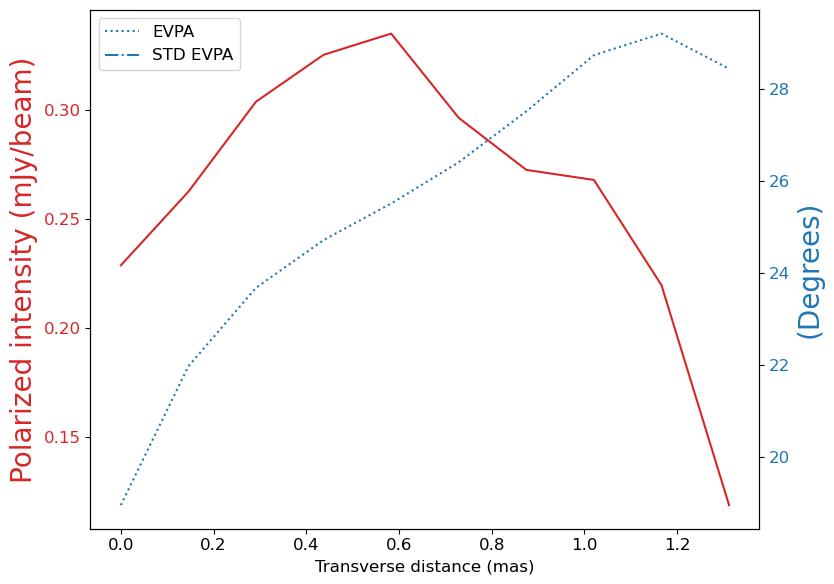 EVPA
STD EVPA
Polarized intensity (mJy/beam)
0.30
0.25
0.20
0.15
28
26
24
22
20
(Degrees)
0.0 0.2 0.4 0.6 0.8 1.0 1.2
Transverse distance (mas)